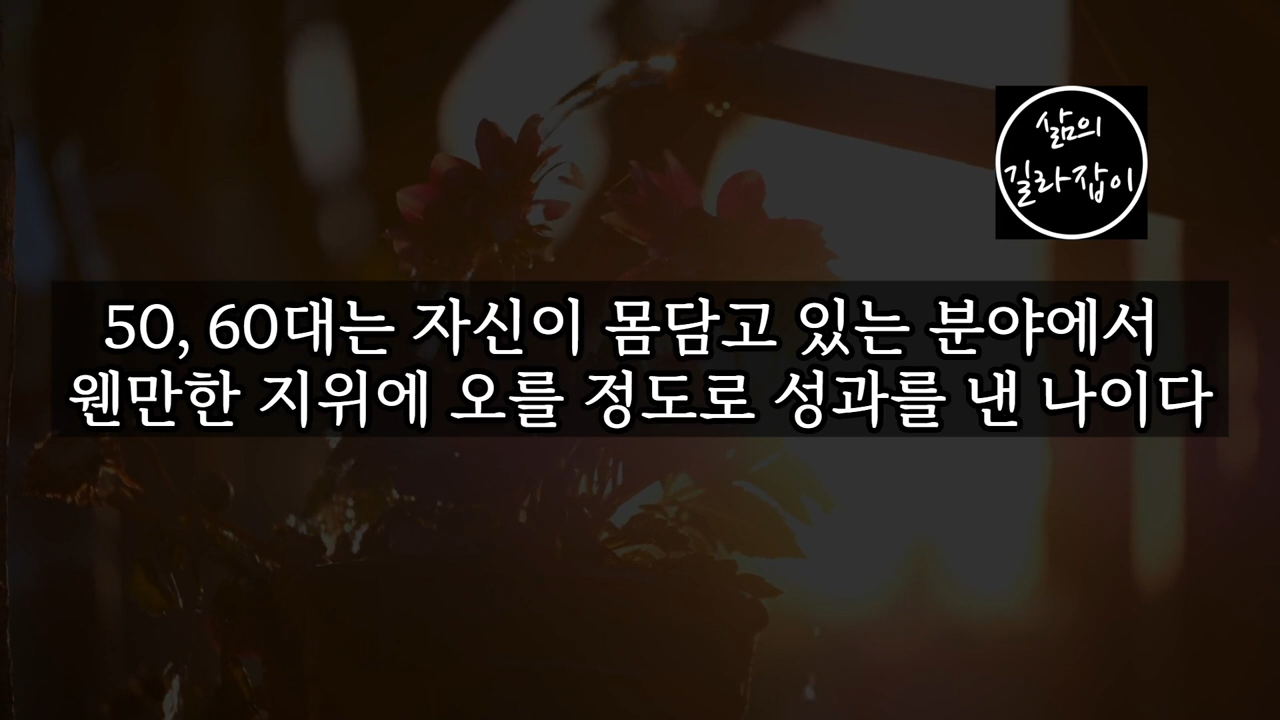 삶의
길라잡이
50, 60대는 자신이 몸담고 있는 분야에서
웬만한 지위에 오를 정도로 성과를 낸 나이다